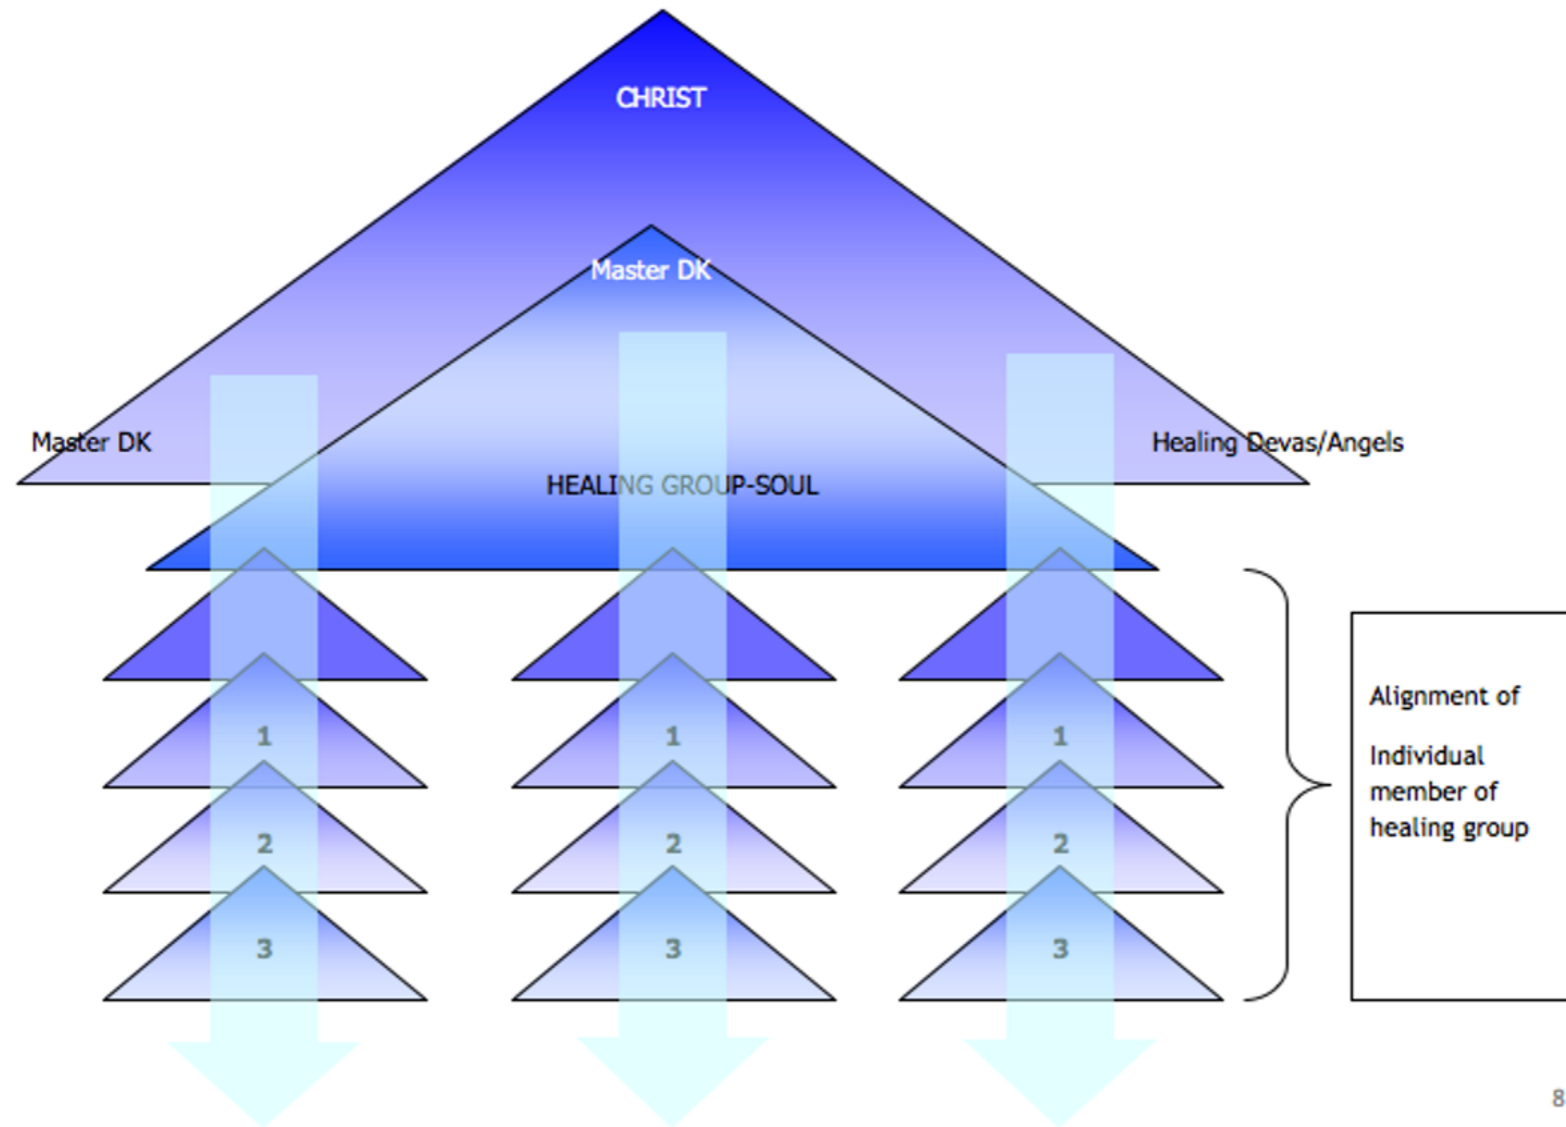 CHRIST
Master DK
Master DK
Healing Devas/Angels
HEALING GROUP-SOUL
Alignment of
Individual
member of
healing group
1 1 1
2 2 2
3 3 3
8